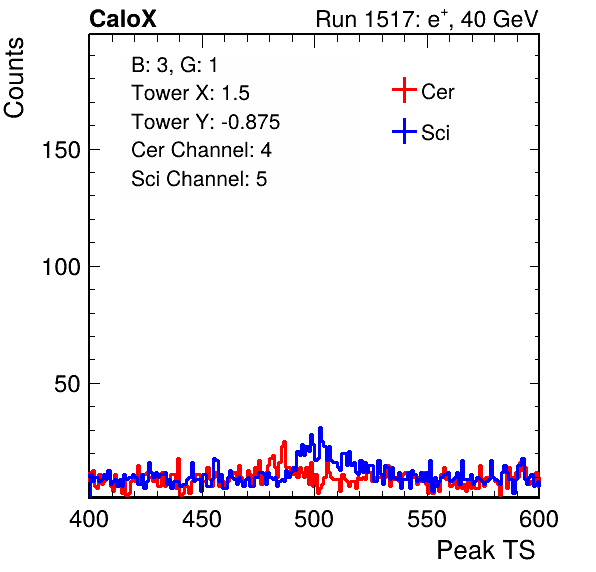 CaloX Run 1517: e⁺, 40 GeV
Counts
B: 3, G: 1
Tower X: 1.5
Tower Y: -0.875
Cer Channel: 4
Sci Channel: 5
Cer
Sci
150
100
50
400 450 500 550 600
Peak TS